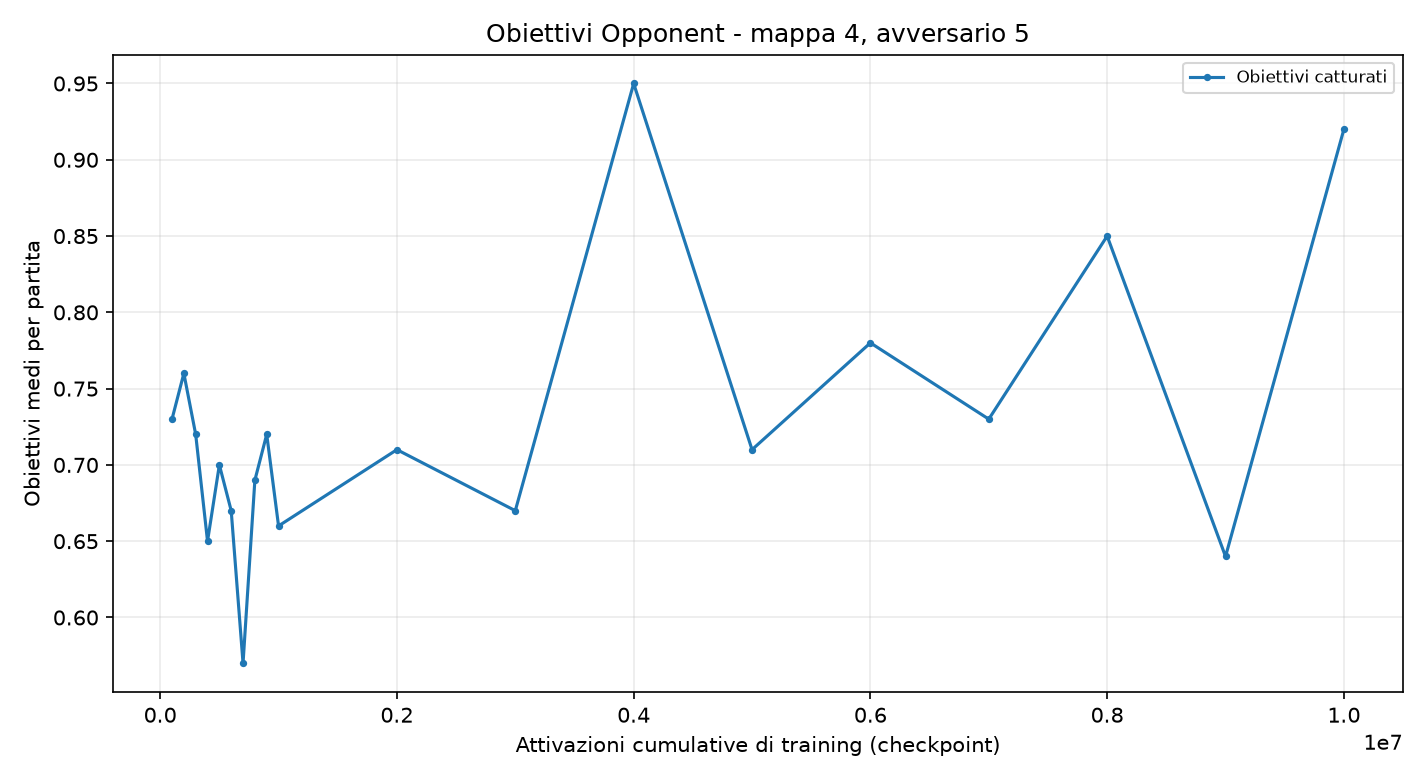 Obiettivi Opponent - mappa 4, avversario 5
Obiettivi catturati
Obiettivi medi per partita
0.95
0.90
0.85
0.80
0.75
0.70
0.65
0.60
0.0 0.2 0.4 0.6 0.8 1.0
1e7
Attivazioni cumulative di training (checkpoint)